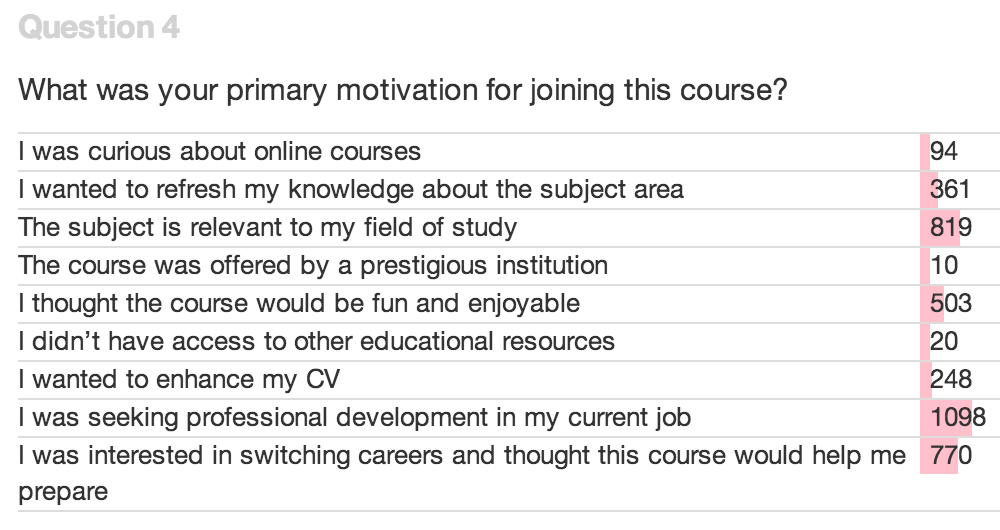 Question 4
What was your primary motivation for joining this course?
I was curious about online courses 94
I wanted to refresh my knowledge about the subject area 361
The subject is relevant to my field of study 819
The course was offered by a prestigious institution 10
I thought the course would be fun and enjoyable 503
I didn’t have access to other educational resources 20
I wanted to enhance my CV 248
I was seeking professional development in my current job 1098
I was interested in switching careers and thought this course would help me 770
prepare